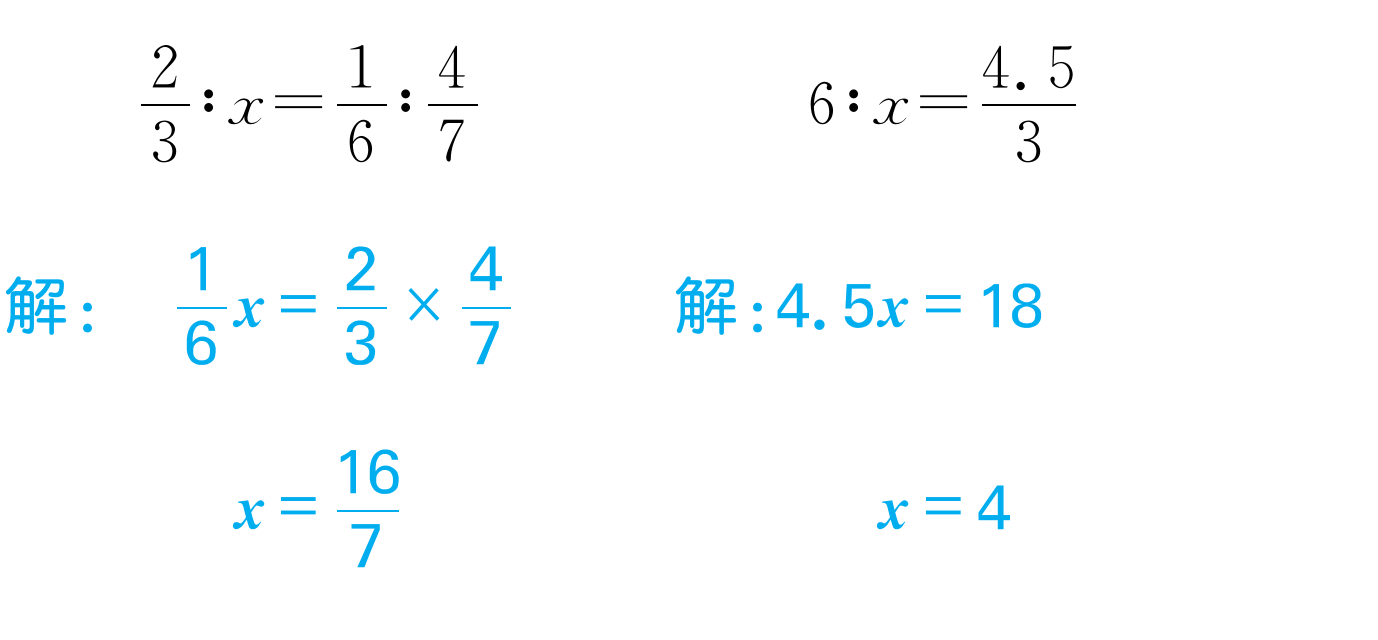 2/3 : x = 1/6 : 4/7
6 : x = 4.5/3
解: 1/6 x = 2/3 × 4/7
解: 4.5x = 18
x = 16/7
x = 4